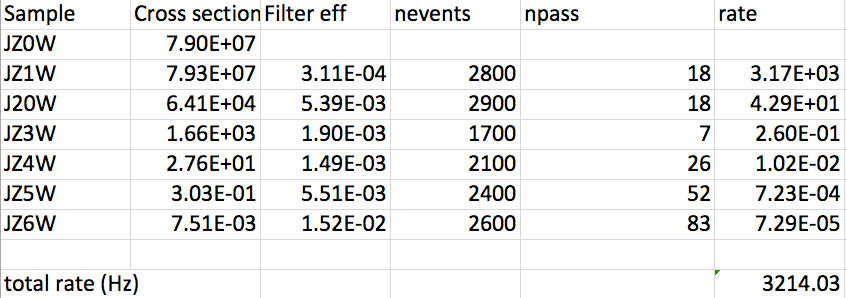 Sample Cross section Filter eff nevents npass rate
JZ0W 7.90E+07
JZ1W 7.93E+07 3.11E-04 2800 18 3.17E+03
J20W 6.41E+04 5.39E-03 2900 18 4.29E+01
JZ3W 1.66E+03 1.90E-03 1700 7 2.60E-01
JZ4W 2.76E+01 1.49E-03 2100 26 1.02E-02
JZ5W 3.03E-01 5.51E-03 2400 52 7.23E-04
JZ6W 7.51E-03 1.52E-02 2600 83 7.29E-05
total rate (Hz) 3214.03